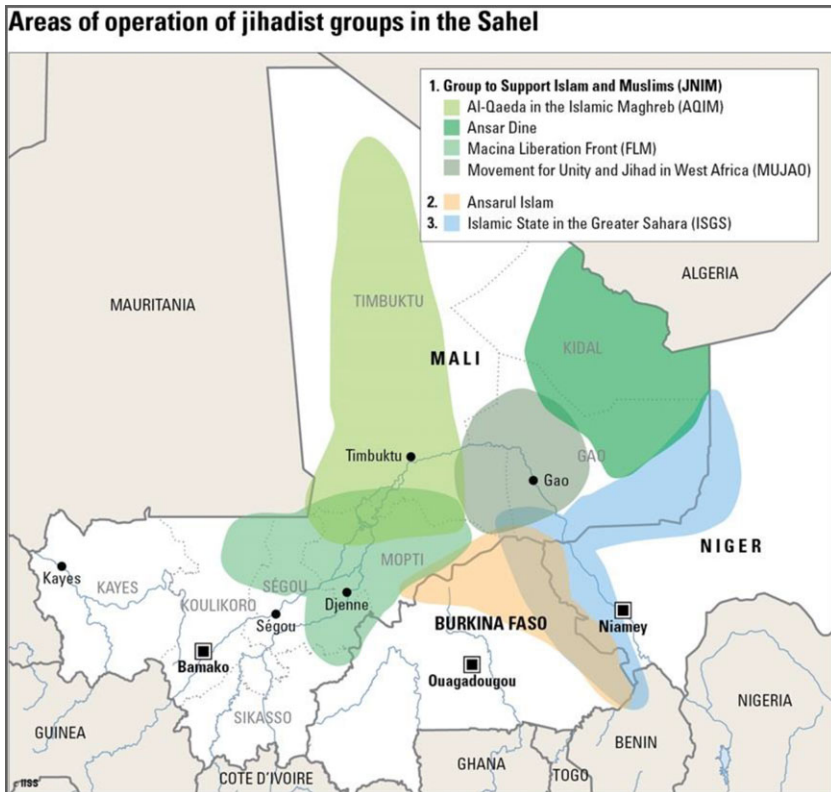 Areas of operation of jihadist groups in the Sahel
1. Group to Support Islam and Muslims (JNIM)
Al-Qaeda in the Islamic Maghreb (AQIM)
Ansar Dine
Macina Liberation Front (FLM)
Movement for Unity and Jihad in West Africa (MUJAO)
2. Ansarul Islam
3. Islamic State in the Greater Sahara (ISGS)
ALGERIA
MAURITANIA
TIMBUKTU
MALI
KIDAL
Timbuktu
GAO
Gao
NIGER
MOPTI
Kayes
KAYES
SÉGOU
KOULIKORO
Djenne
Ségou
BURKINA FASO
Niamey
Bamako
Ouagadougou
SIKASSO
NIGERIA
GUINEA
BENIN
GHANA
TOGO
COTE D'IVOIRE
IISS